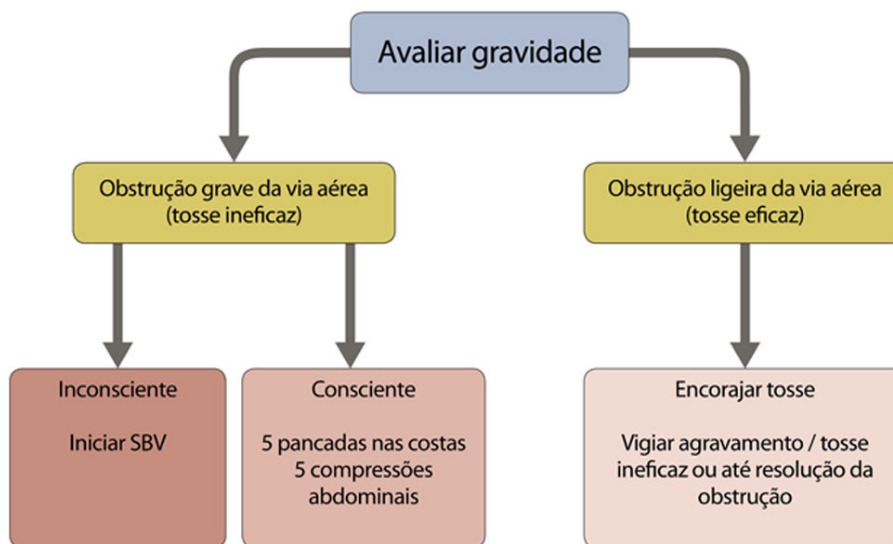 Avaliar gravidade
Obstrução grave da via aérea
(tosse ineficaz)
Obstrução ligeira da via aérea
(tosse eficaz)
Inconsciente
Iniciar SBV
Consciente
5 pancadas nas costas
5 compressões
abdominais
Encorajar tosse
Vigiar agravamento / tosse
ineficaz ou até resolução da
obstrução